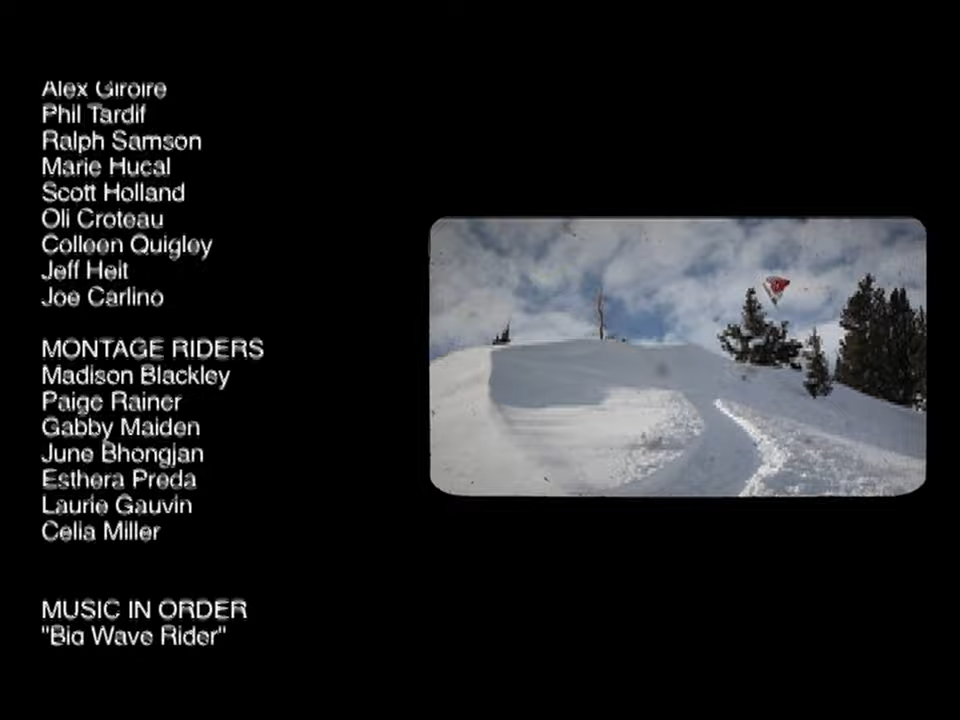 Alex Giroire
Phil Tardif
Ralph Samson
Marie Hucal
Scott Holland
Oli Croteau
Colleen Quigley
Jeff Heit
Joe Carlino
MONTAGE RIDERS
Madison Blackley
Paige Rainer
Gabby Maiden
June Bhongjan
Esthera Preda
Laurie Gauvin
Celia Miller
MUSIC IN ORDER
"Big Wave Rider"